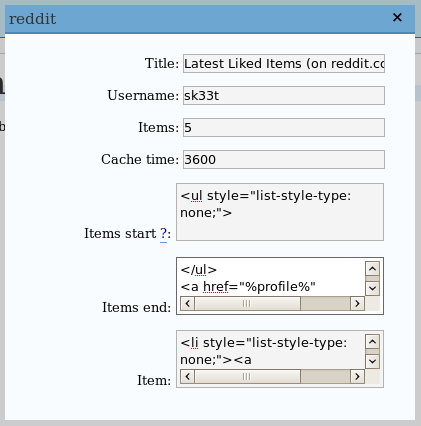 reddit
Title: Latest Liked Items (on reddit.co
Username: sk33t
Items: 5
Cache time: 3600
<ul style="list-style-type:
none;">
Items start ?:
</ul>
<a href="%profile%"
Items end:
<li style="list-style-type:
none;"><a
Item: